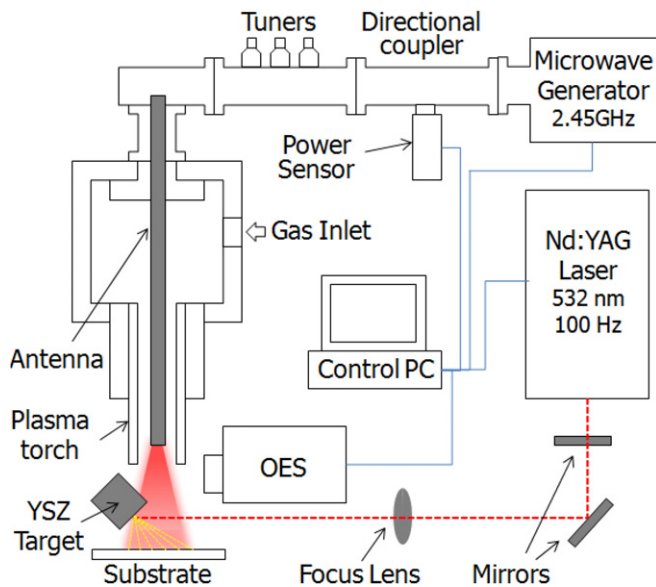 Tuners
Directional
coupler
Microwave
Generator
2.45GHz
Power
Sensor
Gas Inlet
Nd:YAG
Laser
532 nm
100 Hz
Antenna
Control PC
Plasma
torch
OES
YSZ
Target
Substrate
Focus Lens
Mirrors